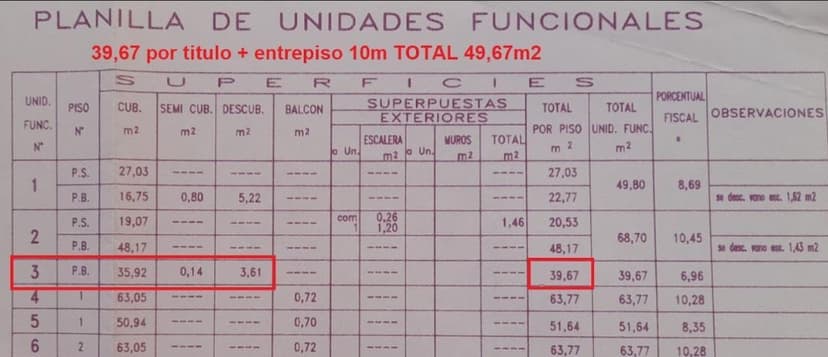 PLANILLA DE UNIDADES FUNCIONALES
39,67 por titulo + entrepiso 10m TOTAL 49,67m2
SUPERFICIES
UNID. FUNC. N° PISO N° CUB. m2 SEMI CUB. m2 DESCUB. m2 BALCON m2 SUPERPUESTAS EXTERIORES TOTAL POR PISO m 2 TOTAL UNID. FUNC. m2 PORCENTUAL FISCAL OBSERVACIONES
a Un. ESCALERA m2 a Un. MUROS m2 TOTAL m2
1 P.S. 27,03 ---- ---- ---- ---- 27,03 49,80 8,69
P.B. 16,75 0,80 5,22 ---- 22,77 se desc. vano esc. 1,52 m2
2 P.S. 19,07 ---- ---- ---- com 1 0,26 1,20 1,46 20,53 68,70 10,45
P.B. 48,17 ---- ---- ---- ---- 48,17 se desc. vano esc. 1,43 m2
3 P.B. 35,92 0,14 3,61 ---- ---- 39,67 39,67 6,96
4 1 63,05 ---- ---- 0,72 ---- 63,77 63,77 10,28
5 1 50,94 ---- ---- 0,70 ---- 51,64 51,64 8,35
6 2 63,05 ---- ---- 0,72 ---- 63,77 63,77 10,28